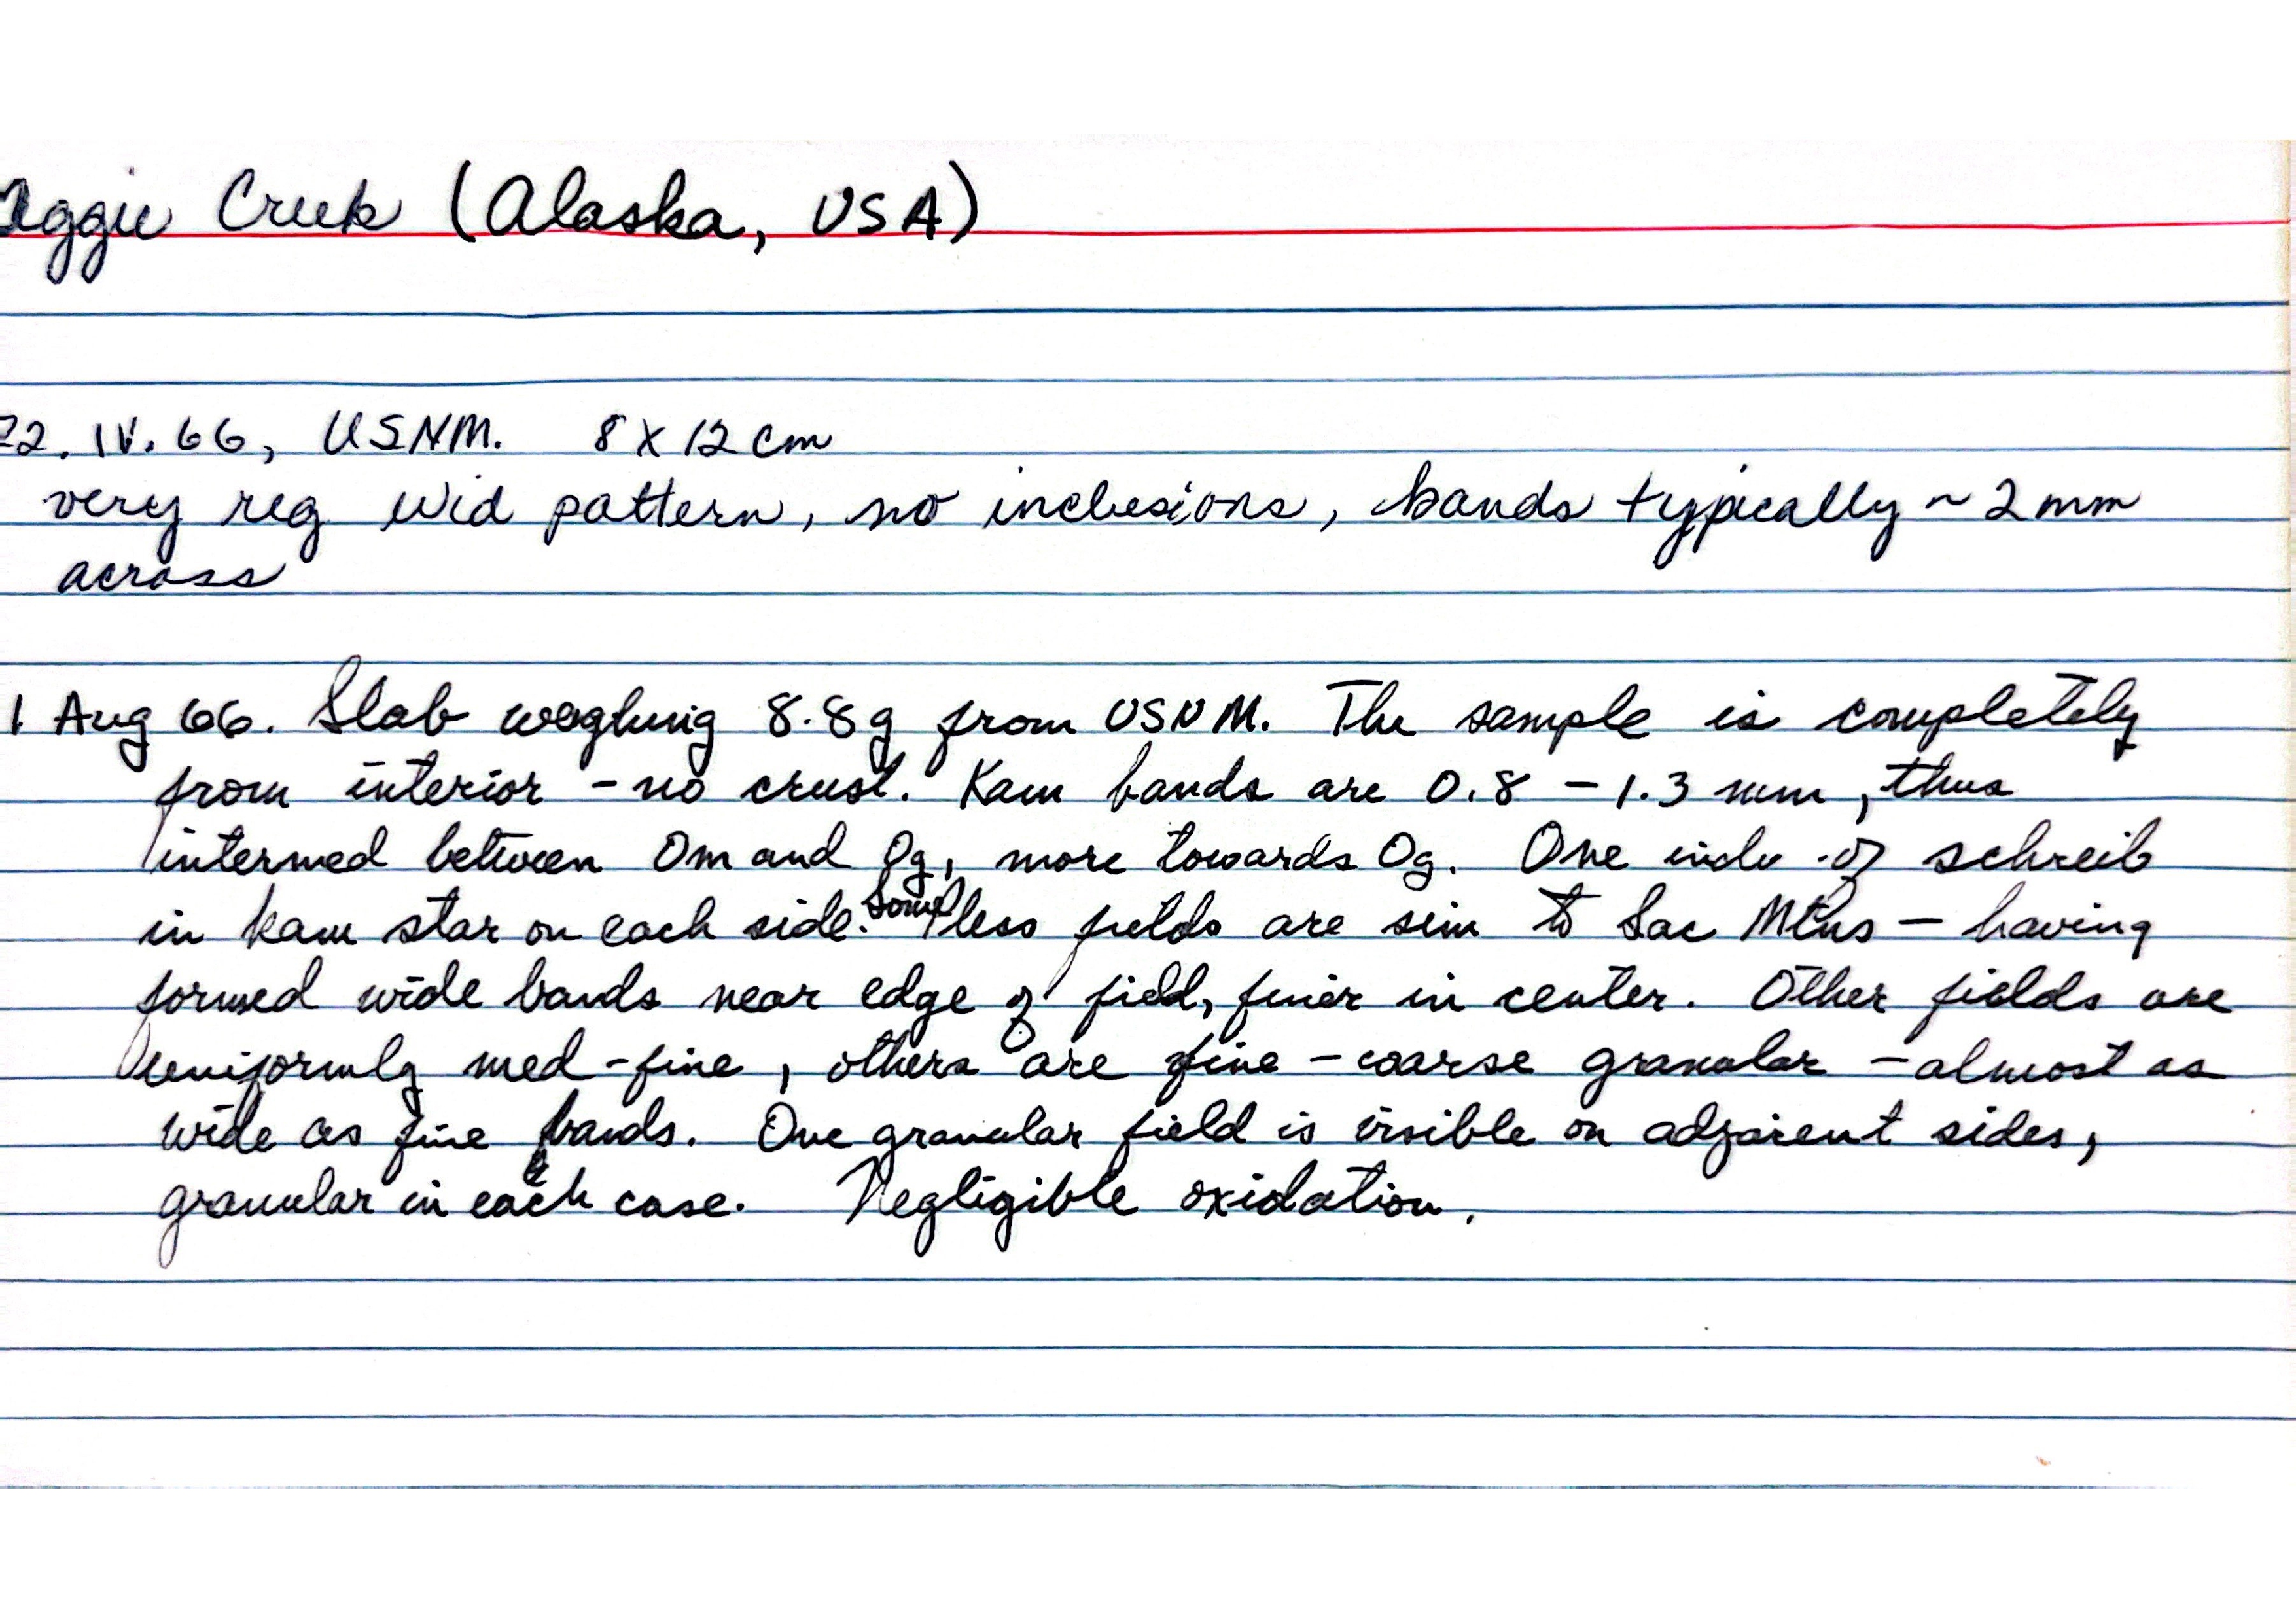 Aggie Creek (Alaska, USA)
22. IV. 66, USNM. 8 X 12 cm
very reg Wid pattern, no inclusions, bands typically ~ 2 mm
across
1 Aug 66. Slab weghing 8.8 g from USNM. The sample is completely
from interior - no crust. Kam bands are 0.8 - 1.3 mm, thus
intermed between Om and Og, more towards Og. One inclu of schreib
in kam star on each side. Some pless fields are sim to Sac Mtns - having
formed wide bands near edge of field, finer in center. Other fields are
uniformly med-fine, others are fine-coarse granular - almost as
wide as fine bands. One granular field is visible on adjacent sides,
granular in each case. Negligible oxidation.